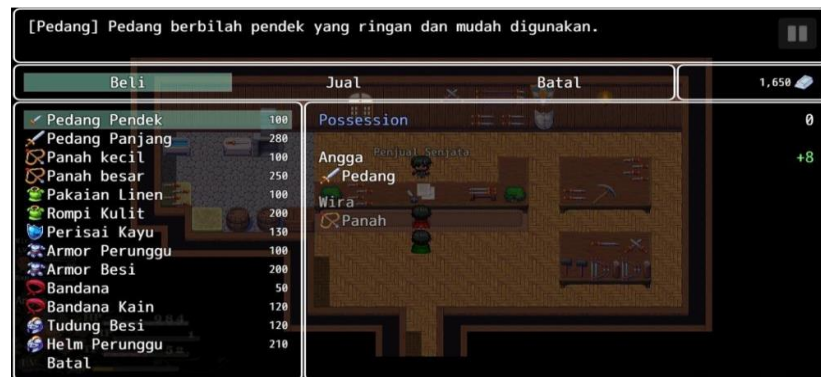 [Pedang] Pedang berbilah pendek yang ringan dan mudah digunakan.
Beli Jual Batal 1,650
Pedang Pendek 100
Pedang Panjang 280
Panah kecil 100
Panah besar 250
Pakaian Linen 100
Rompi Kulit 200
Perisai Kayu 130
Armor Perunggu 100
Armor Besi 200
Bandana 50
Bandana Kain 120
Tudung Besi 120
Helm Perunggu 210
Batal
Possession 0
Penjual Senjata
Angga +8
Pedang
Wira
Panah